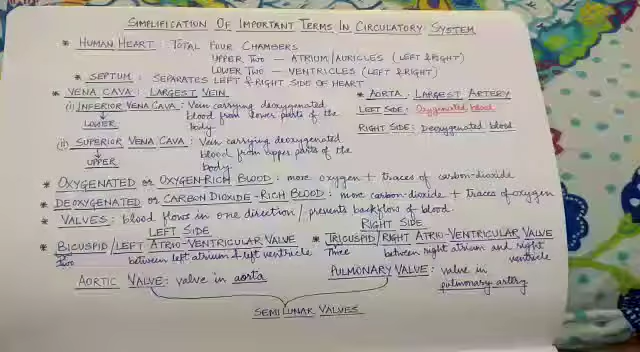 SIMPLIFICATION OF IMPORTANT TERMS IN CIRCULATORY SYSTEM
* HUMAN HEART: TOTAL FOUR CHAMBERS
UPPER TWO — ATRIUM/AURICLES (LEFT & RIGHT)
LOWER TWO — VENTRICLES (LEFT & RIGHT)
* SEPTUM: SEPARATES LEFT & RIGHT SIDE OF HEART
* VENA CAVA: LARGEST VEIN
(i) INFERIOR VENA CAVA: Vein carrying deoxygenated
blood from lower parts of the
body
LOWER
(ii) SUPERIOR VENA CAVA: Vein carrying deoxygenated
blood from upper parts of the
body
UPPER
* AORTA: LARGEST ARTERY
LEFT SIDE: Oxygenated blood
RIGHT SIDE: Deoxygenated blood
* OXYGENATED OR OXYGEN RICH BLOOD: more oxygen + traces of carbon-dioxide
* DEOXYGENATED OR CARBON DIOXIDE-RICH BLOOD: more carbon-dioxide + traces of oxygen
* VALVES: blood flows in one direction/prevents backflow of blood.
LEFT SIDE
* BICUSPID/LEFT ATRIO-VENTRICULAR VALVE
Two between left atrium & left ventricle
RIGHT SIDE
* TRICUSPID/RIGHT ATRIO-VENTRICULAR VALVE
Three between right atrium and right
ventricle
AORTIC VALVE: valve in aorta
PULMONARY VALVE: valve in
pulmonary artery
SEMILUNAR VALVES